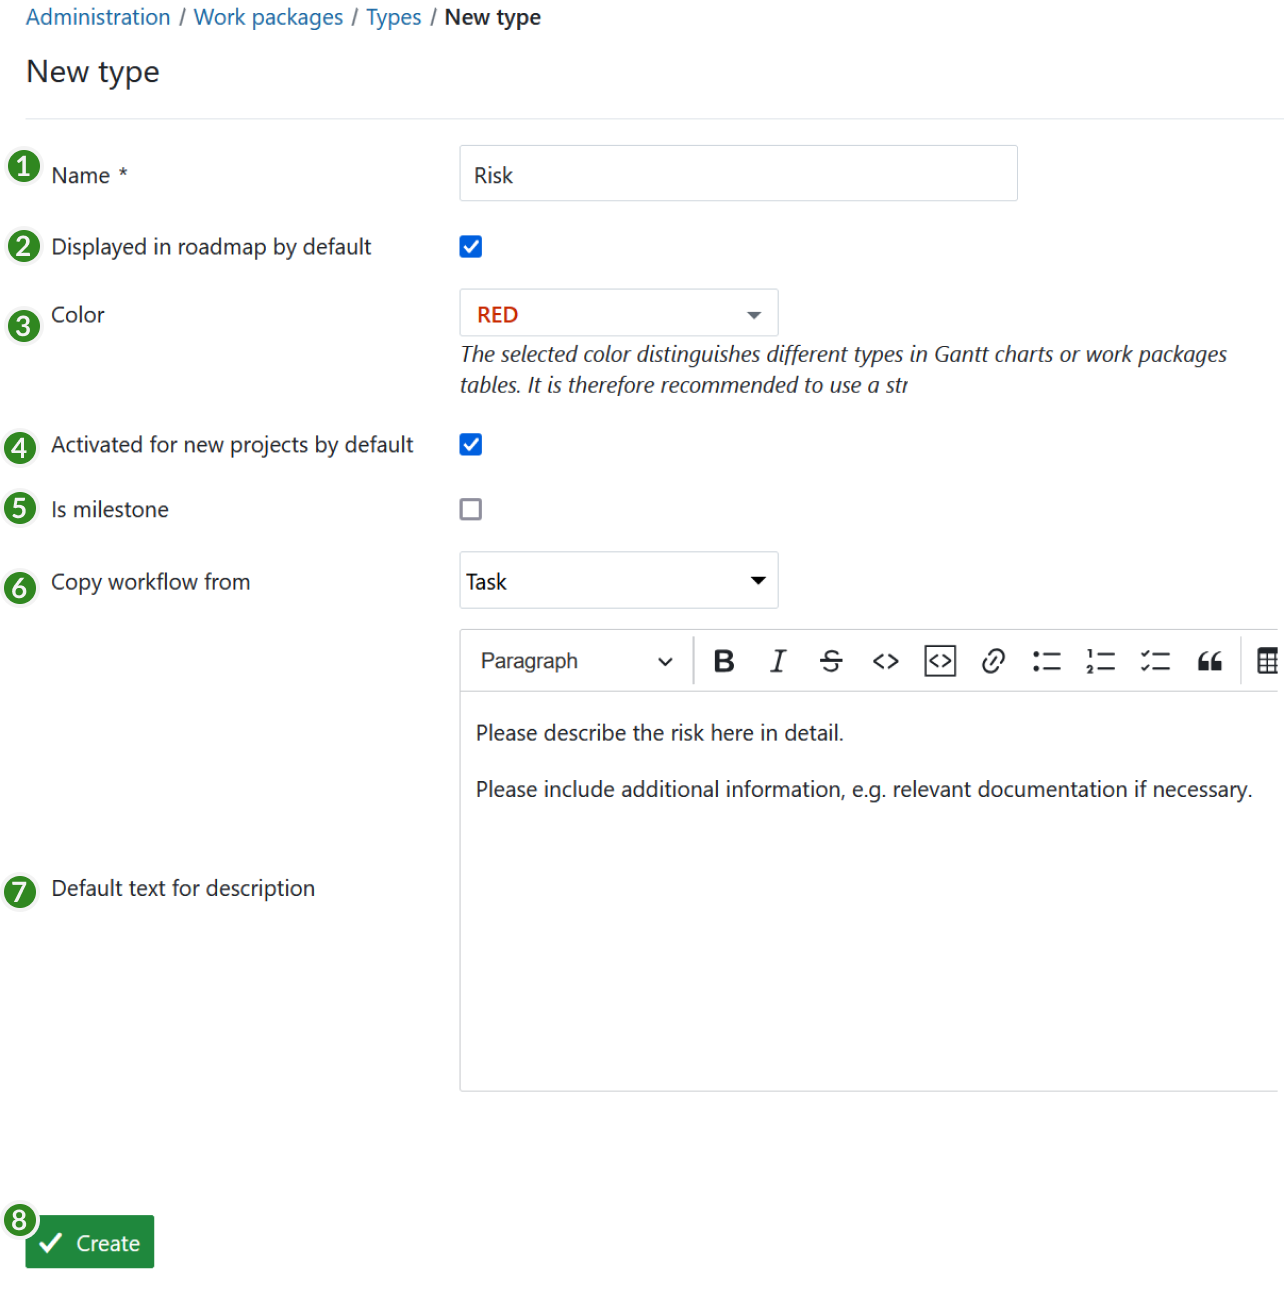 Administration / Work packages / Types / New type
New type
1 Name *
Risk
2 Displayed in roadmap by default
3 Color
RED
The selected color distinguishes different types in Gantt charts or work packages
tables. It is therefore recommended to use a str
4 Activated for new projects by default
5 Is milestone
6 Copy workflow from
Task
Paragraph
Please describe the risk here in detail.
Please include additional information, e.g. relevant documentation if necessary.
7 Default text for description
8 Create